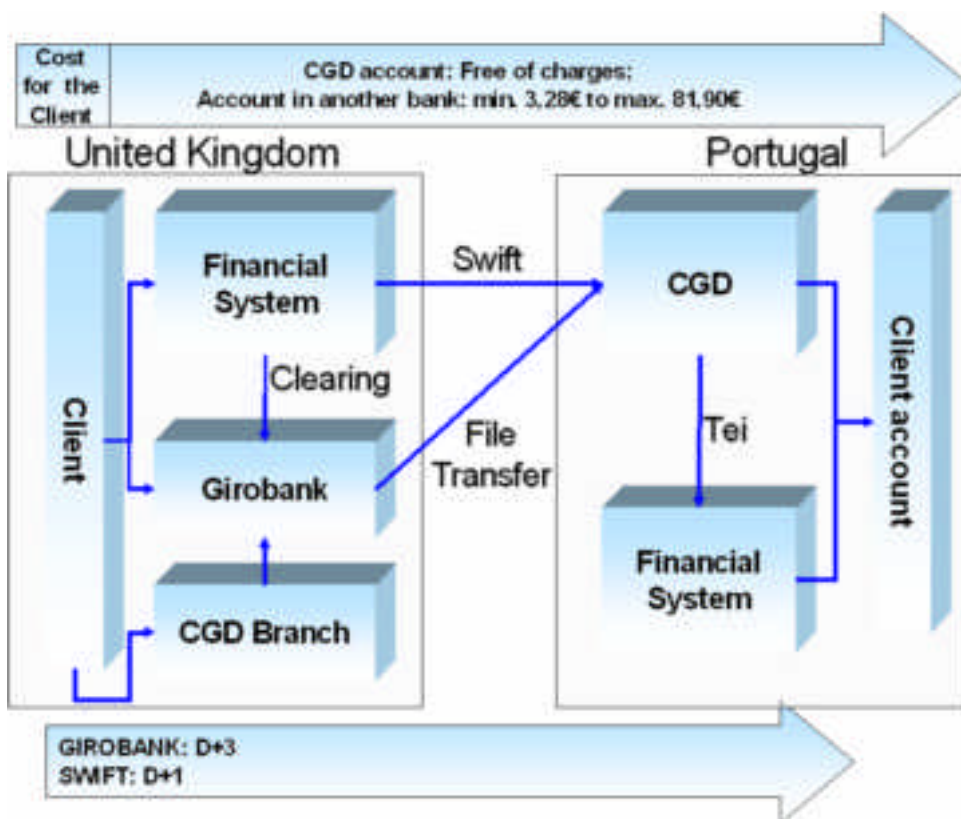 Cost
for the
Client
CGD account: Free of charges;
Account in another bank: min. 3,28€ to max. 81,90€
United Kingdom
Portugal
Financial
System
Swift
CGD
Clearing
Client
Client account
File
Transfer
Tei
Girobank
Financial
System
CGD Branch
GIROBANK: D+3
SWIFT: D+1